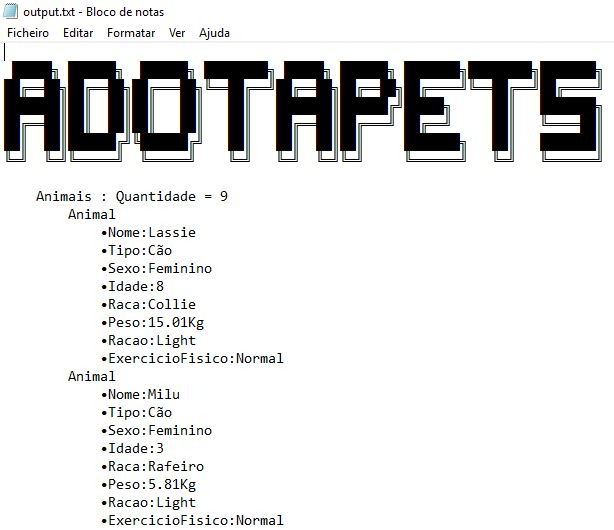 output.txt - Bloco de notas
Ficheiro Editar Formatar Ver Ajuda
ADOTAPETS
Animais : Quantidade = 9
Animal
•Nome:Lassie
•Tipo:Cão
•Sexo:Feminino
•Idade:8
•Raca:Collie
•Peso:15.01Kg
•Racao:Light
•ExercicioFisico:Normal
Animal
•Nome:Milu
•Tipo:Cão
•Sexo:Feminino
•Idade:3
•Raca:Rafeiro
•Peso:5.81Kg
•Racao:Light
•ExercicioFisico:Normal